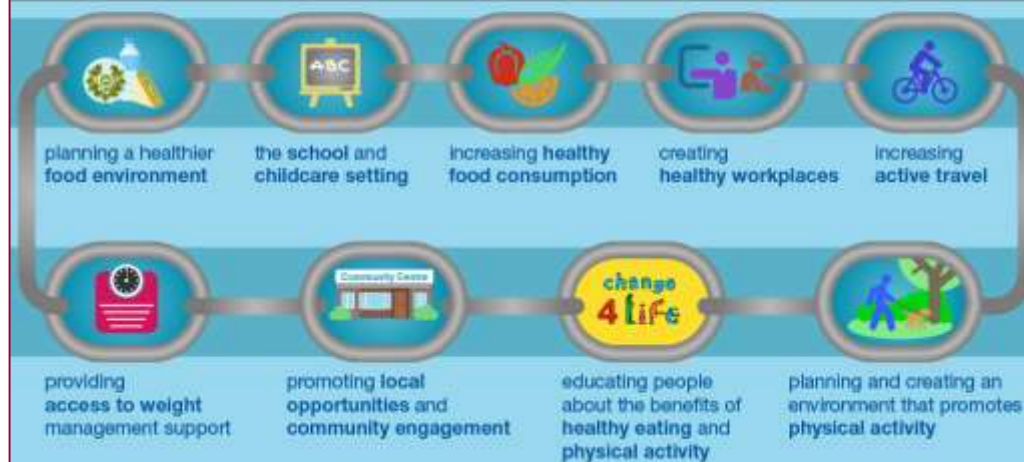 ABC
planning a healthier
food environment
the school and
childcare setting
increasing healthy
food consumption
creating
healthy workplaces
increasing
active travel
Community Centre
change
4 life
providing
access to weight
management support
promoting local
opportunities and
community engagement
educating people
about the benefits of
healthy eating and
physical activity
planning and creating an
environment that promotes
physical activity